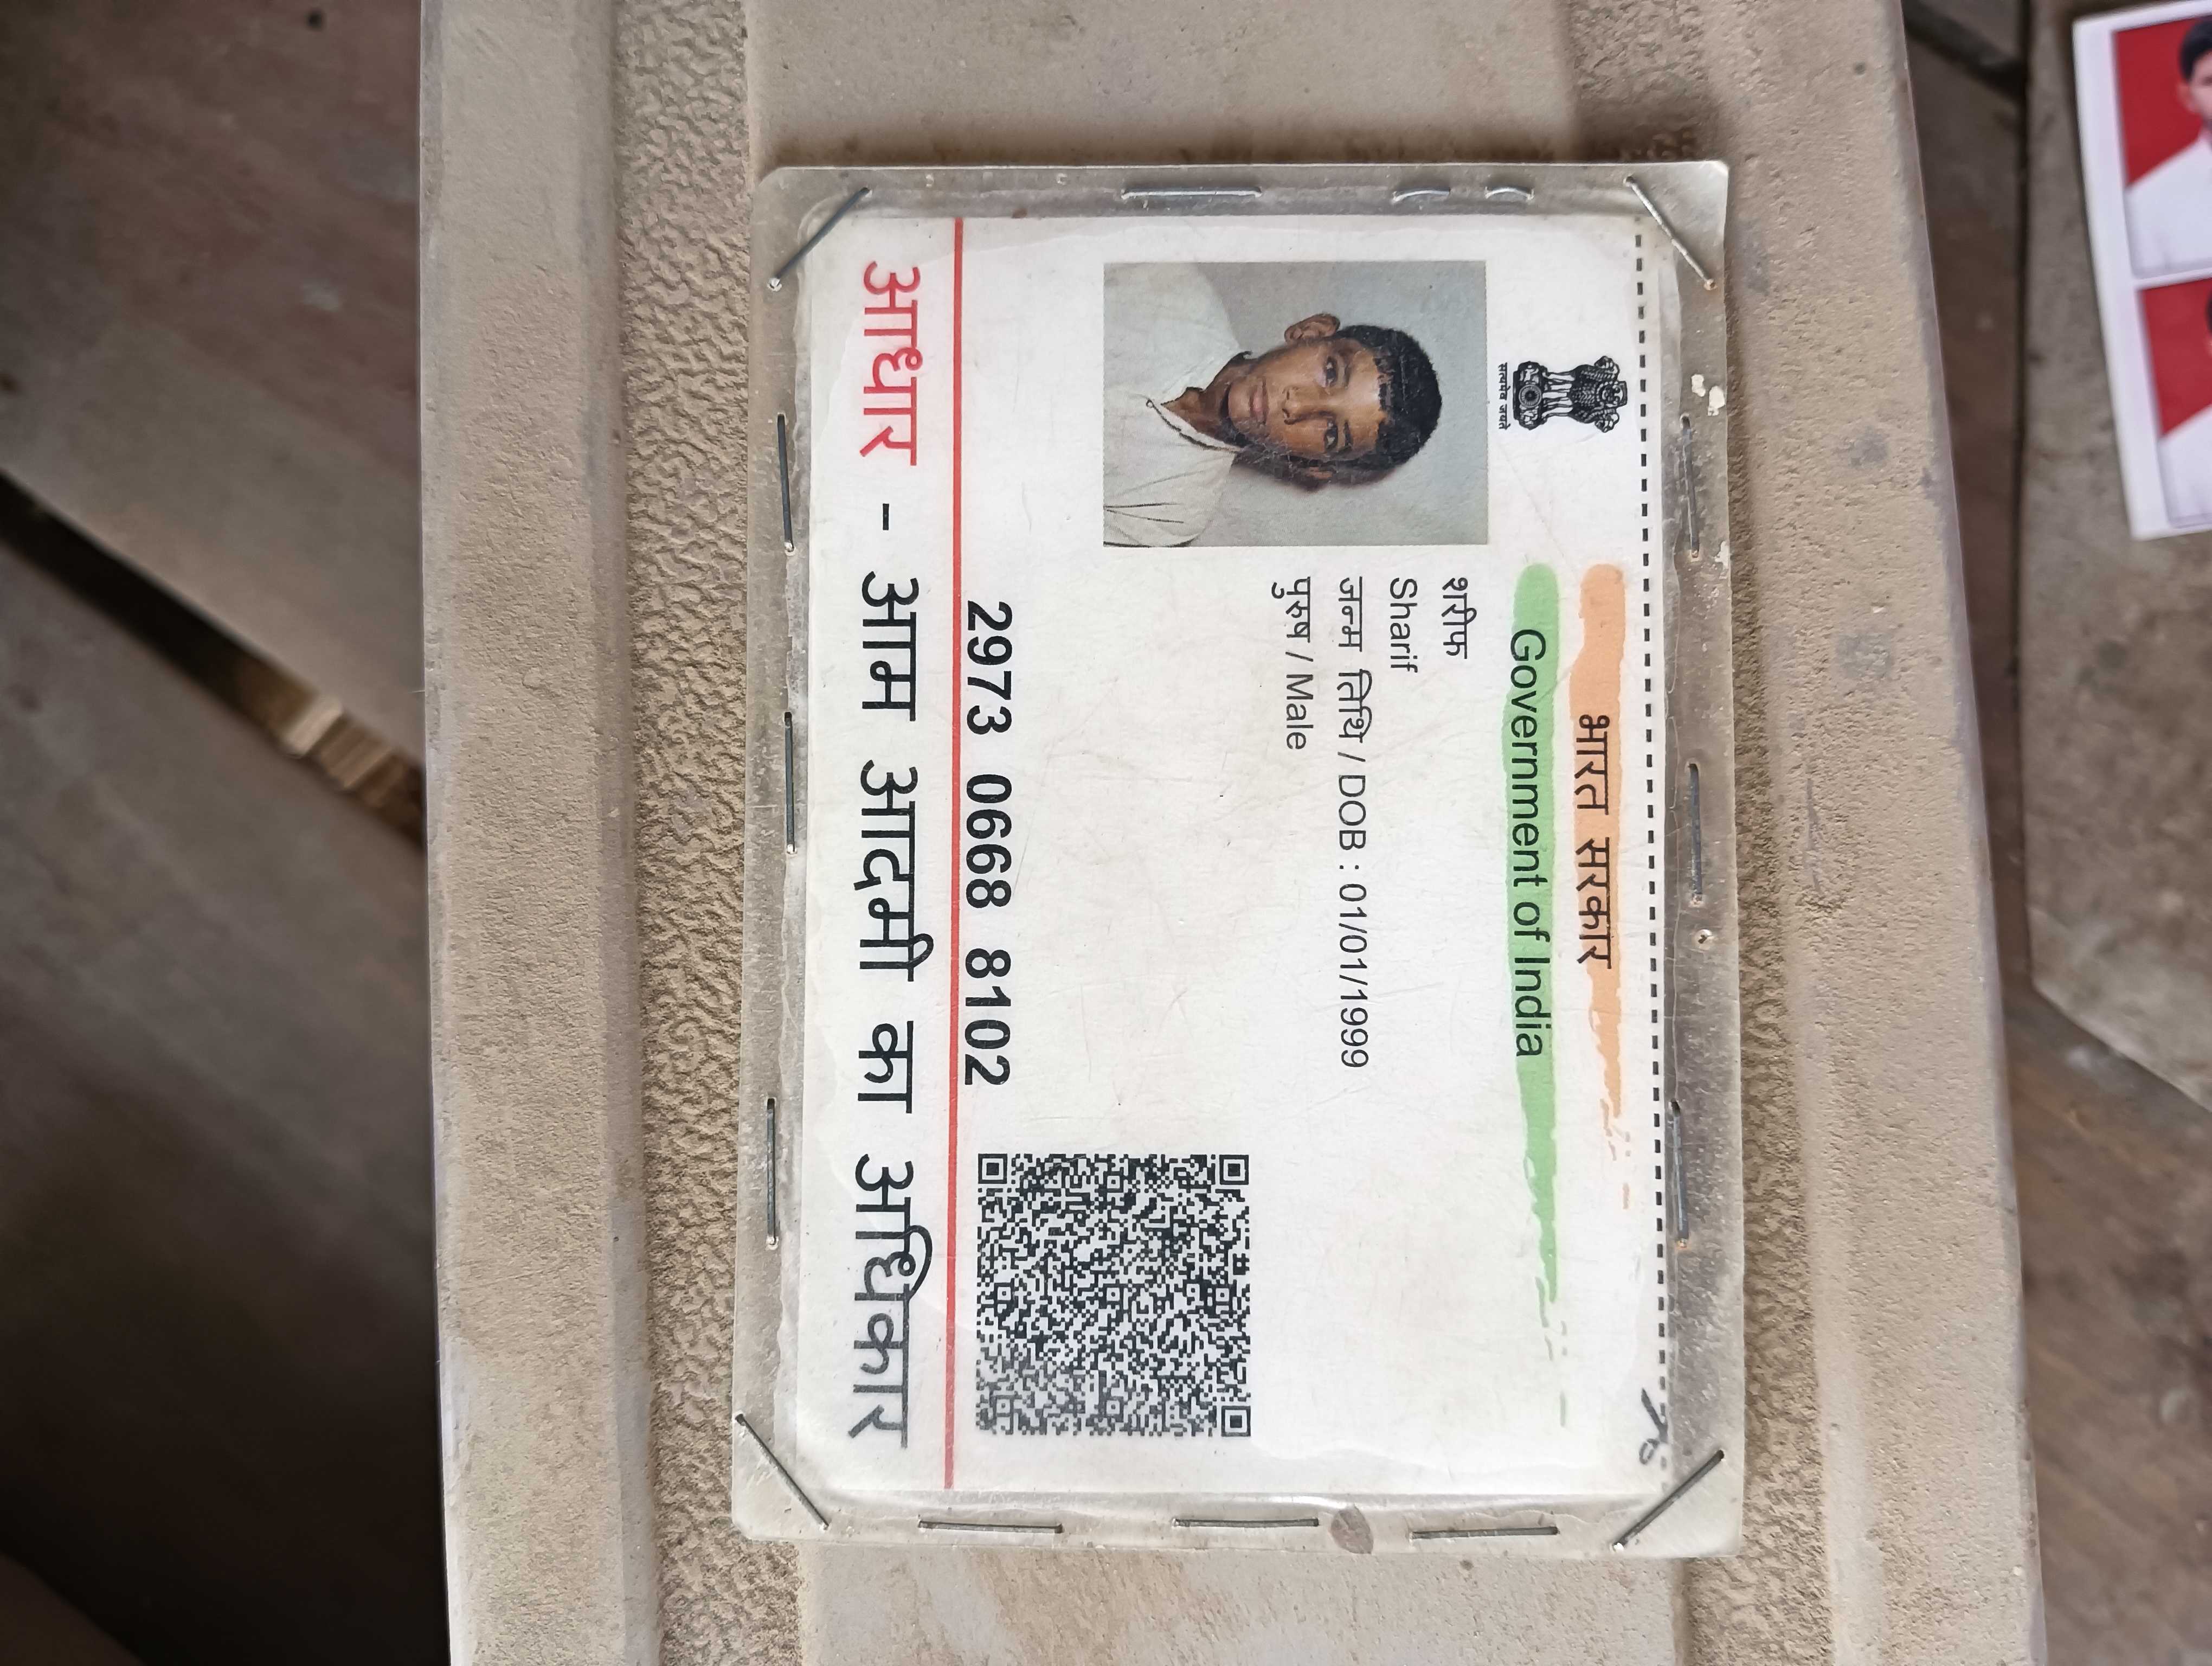 भारत सरकार
Government of India
सत्यमेव जयते
शरीफ
Sharif
जन्म तिथि / DOB : 01/01/1999
पुरुष / Male
2973 0668 8102
आधार - आम आदमी का अधिकार